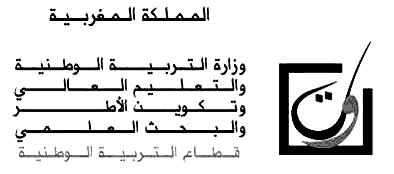 المملكة المغربية
وزارة التربية الوطنية
والتعليم العالي
وتكوين الأطر
والبحث العلمي
قطاع التربية الوطنية